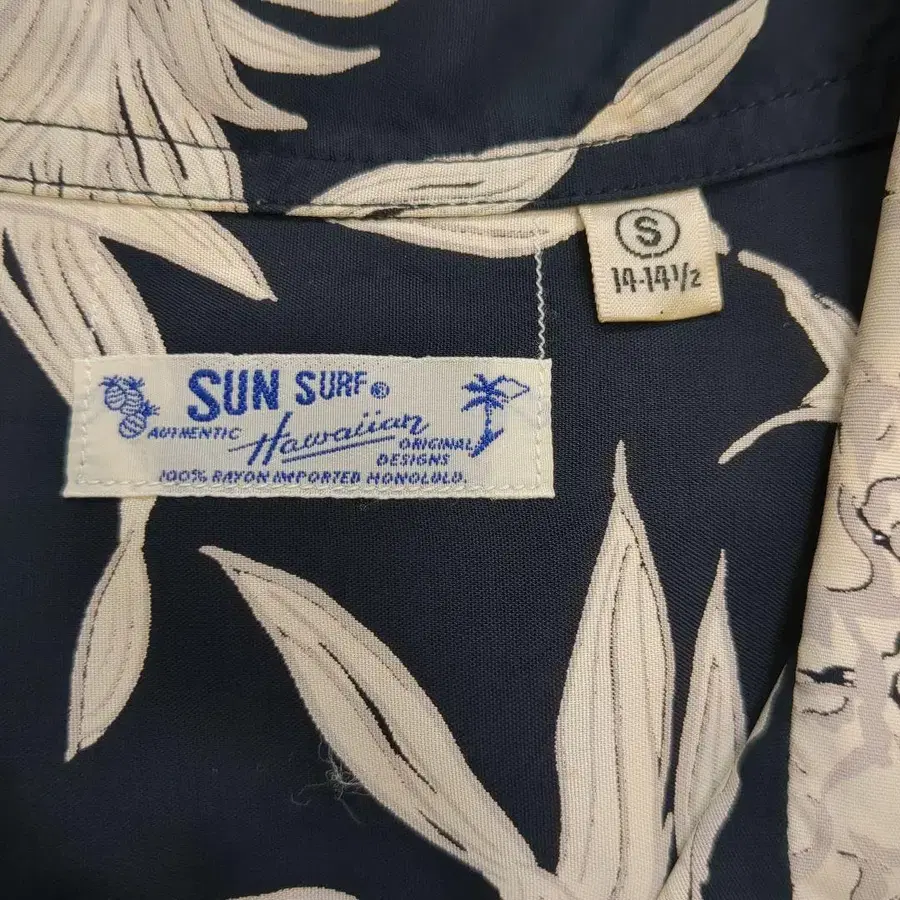 S
14-14½
SUN SURF®
AUTHENTIC Hawaiian ORIGINAL
DESIGNS
100% RAYON IMPORTED HONOLULU.